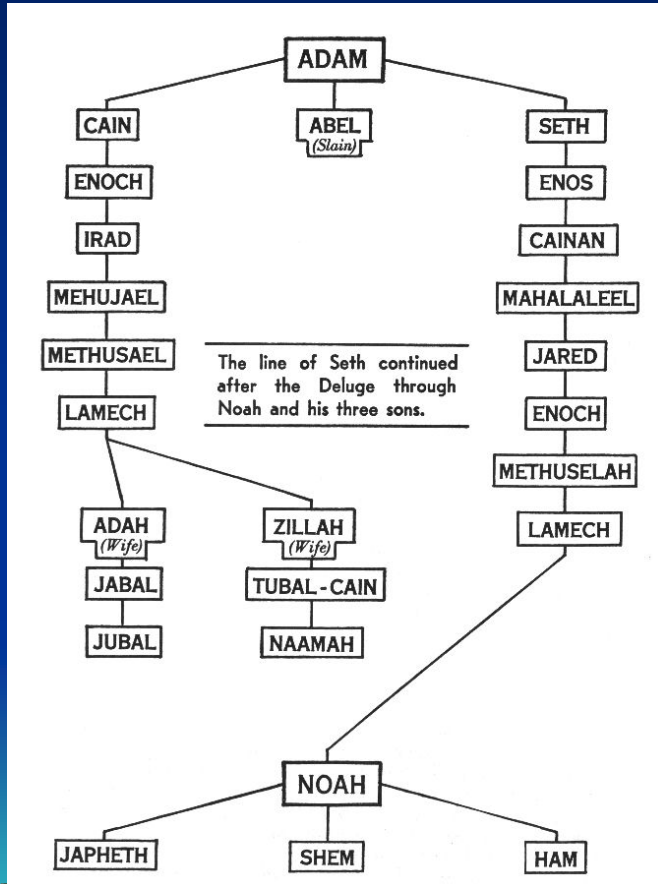 ADAM
CAIN
ABEL
(Slain)
SETH
ENOCH
ENOS
IRAD
CAINAN
MEHUJAEL
MAHALALEEL
METHUSAEL
JARED
The line of Seth continued
after the Deluge through
Noah and his three sons.
LAMECH
ENOCH
METHUSELAH
ADAH
(Wife)
ZILLAH
(Wife)
LAMECH
JABAL
TUBAL-CAIN
JUBAL
NAAMAH
NOAH
JAPHETH
SHEM
HAM